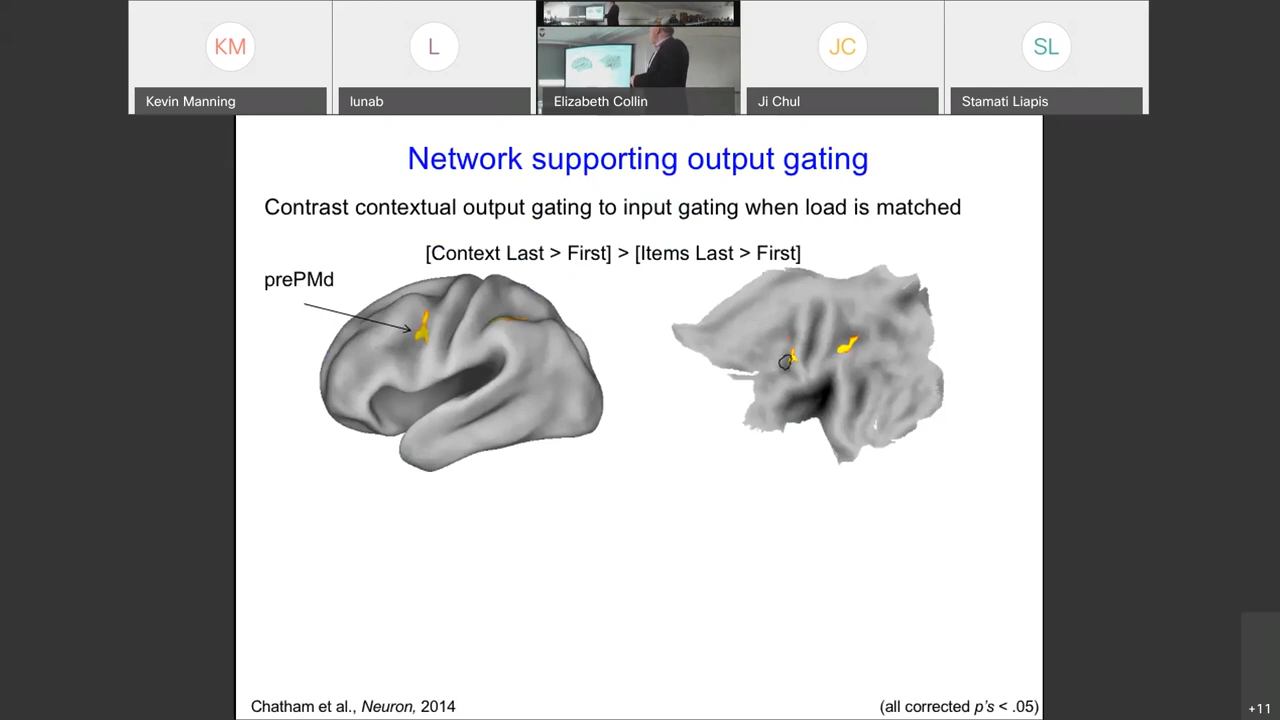 KM
L
JC
SL
Kevin Manning
lunab
Elizabeth Collin
Ji Chul
Stamati Liapis
Network supporting output gating
Contrast contextual output gating to input gating when load is matched
[Context Last > First] > [Items Last > First]
prePMd
Chatham et al., Neuron, 2014
(all corrected p's < .05)
+11